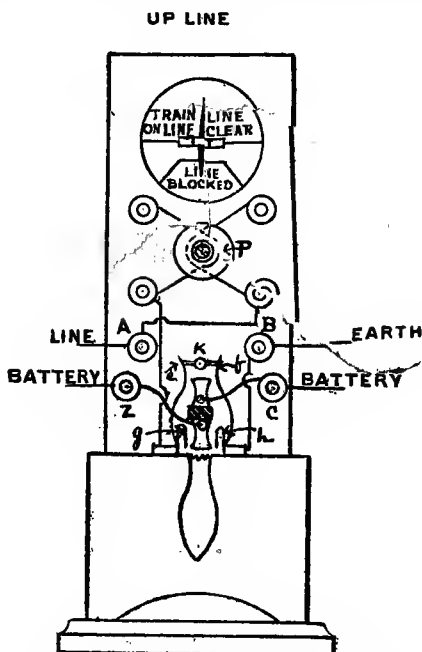 UP LINE
TRAIN LINE
ON LINE CLEAR
LINE
BLOCKED
P
A B
K
LINE EARTH
BATTERY BATTERY
Z C
g h